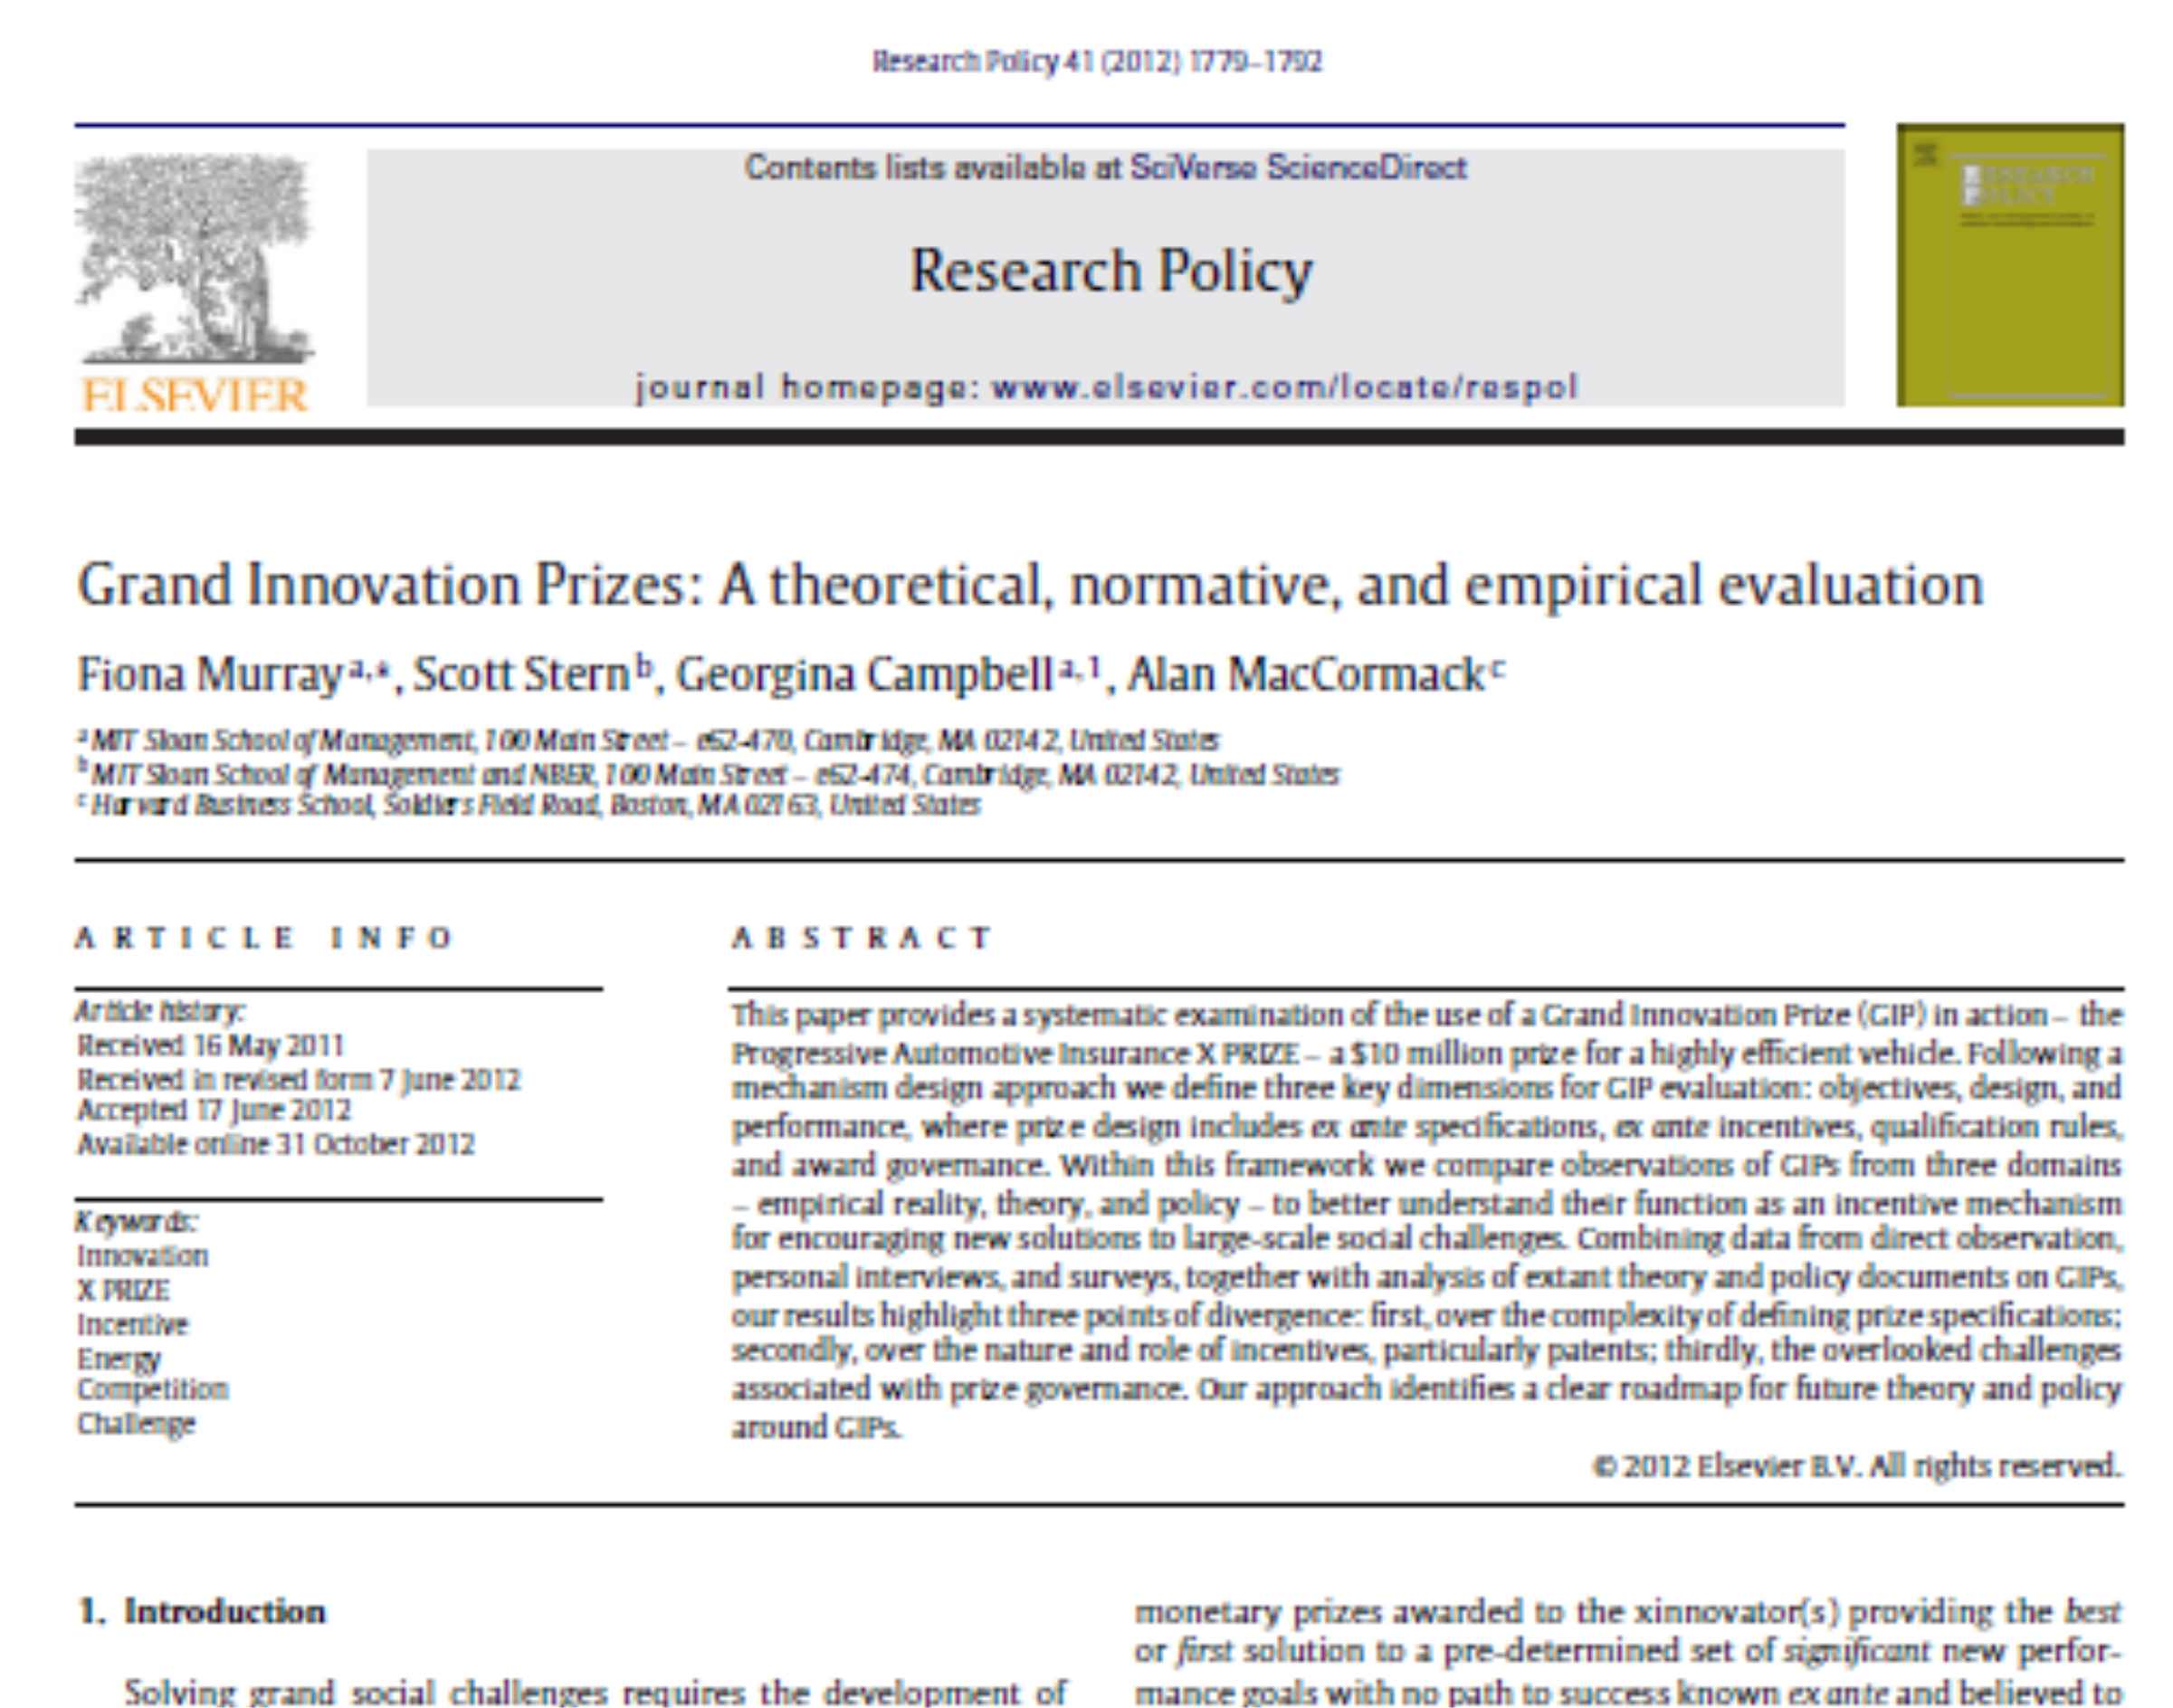 Research Policy 41 (2012) 1779–1792
Contents lists available at SciVerse ScienceDirect
Research Policy
journal homepage: www.elsevier.com/locate/respol
ELSEVIER
RESEARCH
POLICY
Grand Innovation Prizes: A theoretical, normative, and empirical evaluation
Fiona Murray a,*, Scott Stern b, Georgina Campbell a,1, Alan MacCormack c
a MIT Sloan School of Management, 100 Main Street – e62-470, Cambridge, MA 02142, United States
b MIT Sloan School of Management and NBER, 100 Main Street – e62-474, Cambridge, MA 02142, United States
c Harvard Business School, Soldiers Field Road, Boston, MA 02163, United States
ARTICLE INFO
Article history:
Received 16 May 2011
Received in revised form 7 June 2012
Accepted 17 June 2012
Available online 31 October 2012
Keywords:
Innovation
X PRIZE
Incentive
Energy
Competition
Challenge
ABSTRACT
This paper provides a systematic examination of the use of a Grand Innovation Prize (GIP) in action – the
Progressive Automotive Insurance X PRIZE – a $10 million prize for a highly efficient vehicle. Following a
mechanism design approach we define three key dimensions for GIP evaluation: objectives, design, and
performance, where prize design includes ex ante specifications, ex ante incentives, qualification rules,
and award governance. Within this framework we compare observations of GIPs from three domains
– empirical reality, theory, and policy – to better understand their function as an incentive mechanism
for encouraging new solutions to large-scale social challenges. Combining data from direct observation,
personal interviews, and surveys, together with analysis of extant theory and policy documents on GIPs,
our results highlight three points of divergence: first, over the complexity of defining prize specifications;
secondly, over the nature and role of incentives, particularly patents; thirdly, the overlooked challenges
associated with prize governance. Our approach identifies a clear roadmap for future theory and policy
around GIPs.
© 2012 Elsevier B.V. All rights reserved.
1. Introduction
Solving grand social challenges requires the development of
monetary prizes awarded to the xinnovator(s) providing the best
or first solution to a pre-determined set of significant new perfor-
mance goals with no path to success known ex ante and believed to